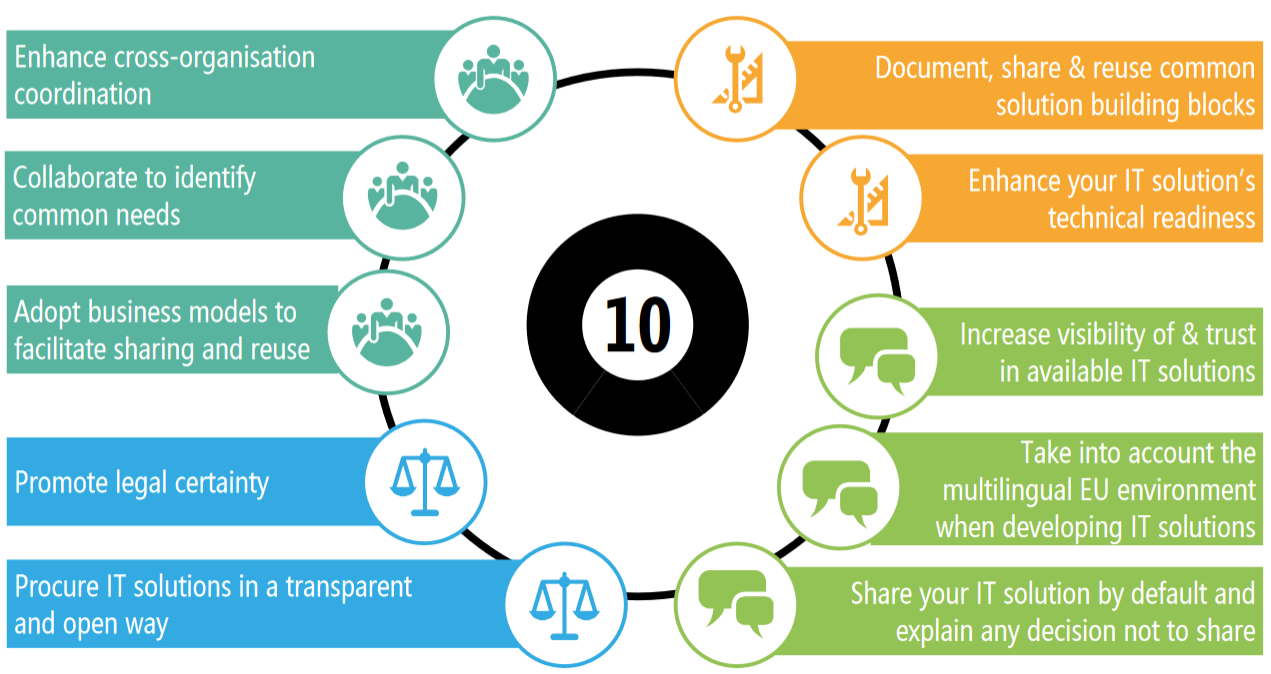 Enhance cross-organisation
coordination
Collaborate to identify
common needs
Adopt business models to
facilitate sharing and reuse
Promote legal certainty
Procure IT solutions in a transparent
and open way
10
Document, share & reuse common
solution building blocks
Enhance your IT solution’s
technical readiness
Increase visibility of & trust
in available IT solutions
Take into account the
multilingual EU environment
when developing IT solutions
Share your IT solution by default and
explain any decision not to share